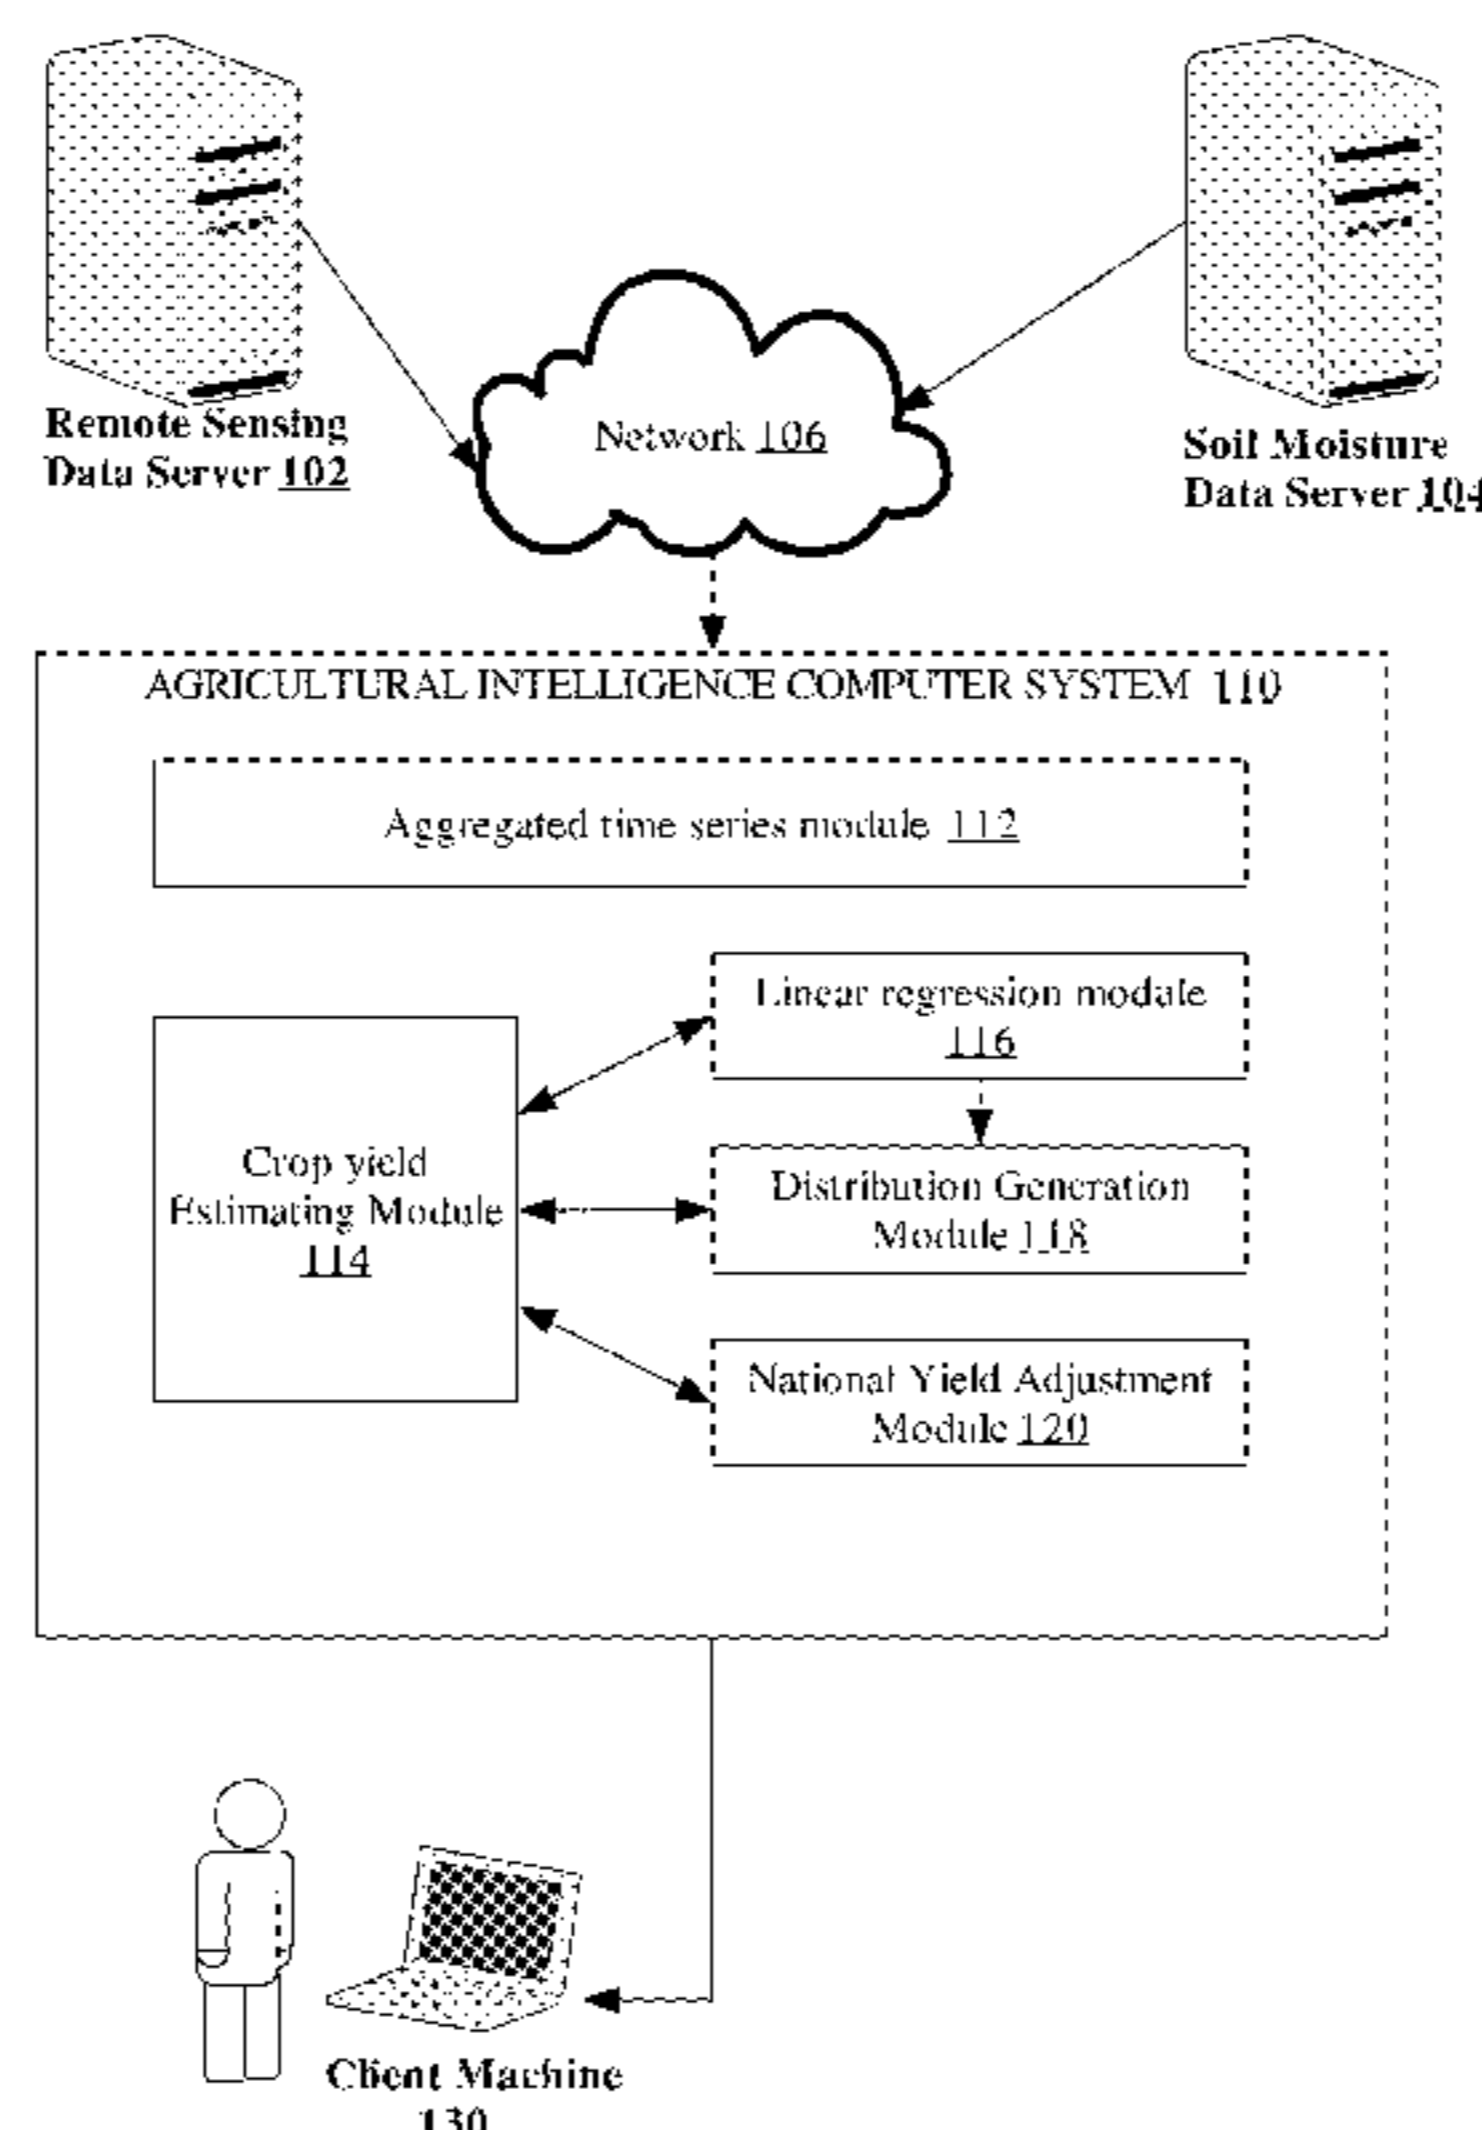 Remote Sensing
Data Server 102
Network 106
Soil Moisture
Data Server 104
AGRICULTURAL INTELLIGENCE COMPUTER SYSTEM 110
Aggregated time series module 112
Linear regression module
116
Crop yield
Estimating Module
114
Distribution Generation
Module 118
National Yield Adjustment
Module 120
Client Machine
130